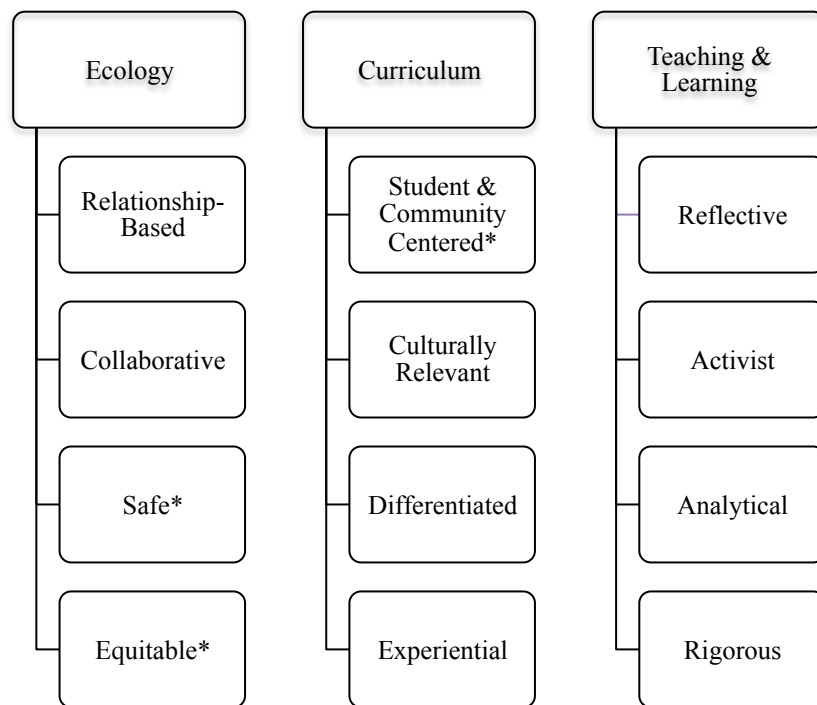 Ecology
Relationship-
Based
Collaborative
Safe*
Equitable*
Curriculum
Student &
Community
Centered*
Culturally
Relevant
Differentiated
Experiential
Teaching &
Learning
Reflective
Activist
Analytical
Rigorous